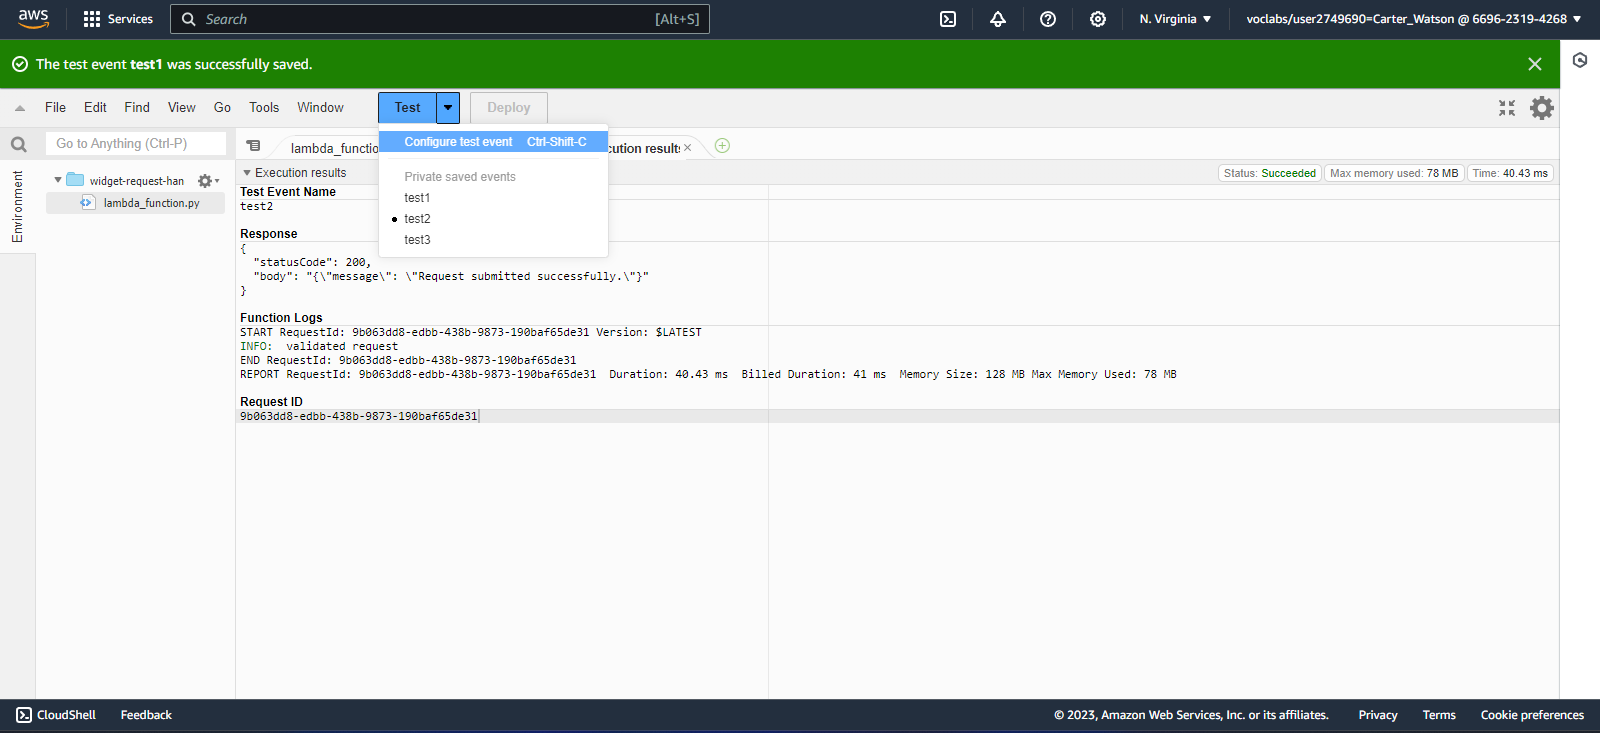 aws Services Search [Alt+S] N. Virginia voclabs/user2749690=Carter_Watson @ 6696-2319-4268
The test event test1 was successfully saved.
File Edit Find View Go Tools Window Test Deploy
Go to Anything (Ctrl-P)
Configure test event Ctrl-Shift-C
Private saved events
test1
test2
test3
lambda_functio cution results
Environment
widget-request-han
lambda_function.py
Execution results Status: Succeeded Max memory used: 78 MB Time: 40.43 ms
Test Event Name
test2
Response
{
"statusCode": 200,
"body": "{\"message\": \"Request submitted successfully.\"}"
}
Function Logs
START RequestId: 9b063dd8-edbb-438b-9873-190baf65de31 Version: $LATEST
INFO: validated request
END RequestId: 9b063dd8-edbb-438b-9873-190baf65de31
REPORT RequestId: 9b063dd8-edbb-438b-9873-190baf65de31 Duration: 40.43 ms Billed Duration: 41 ms Memory Size: 128 MB Max Memory Used: 78 MB
Request ID
9b063dd8-edbb-438b-9873-190baf65de31
CloudShell Feedback © 2023, Amazon Web Services, Inc. or its affiliates. Privacy Terms Cookie preferences